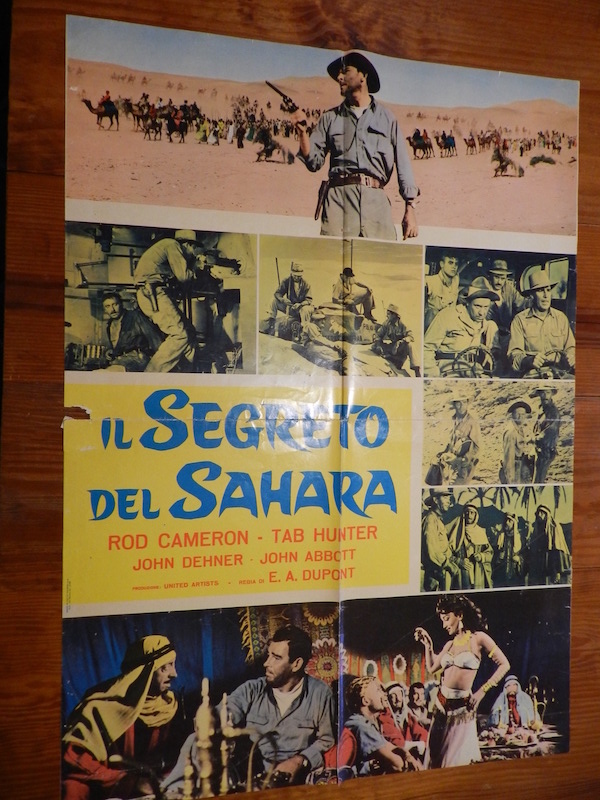 IL SEGRETO
DEL SAHARA
ROD CAMERON - TAB HUNTER
JOHN DEHNER - JOHN ABBOTT
PRODUZIONE: UNITED ARTISTS - REGIA DI E. A. DUPONT